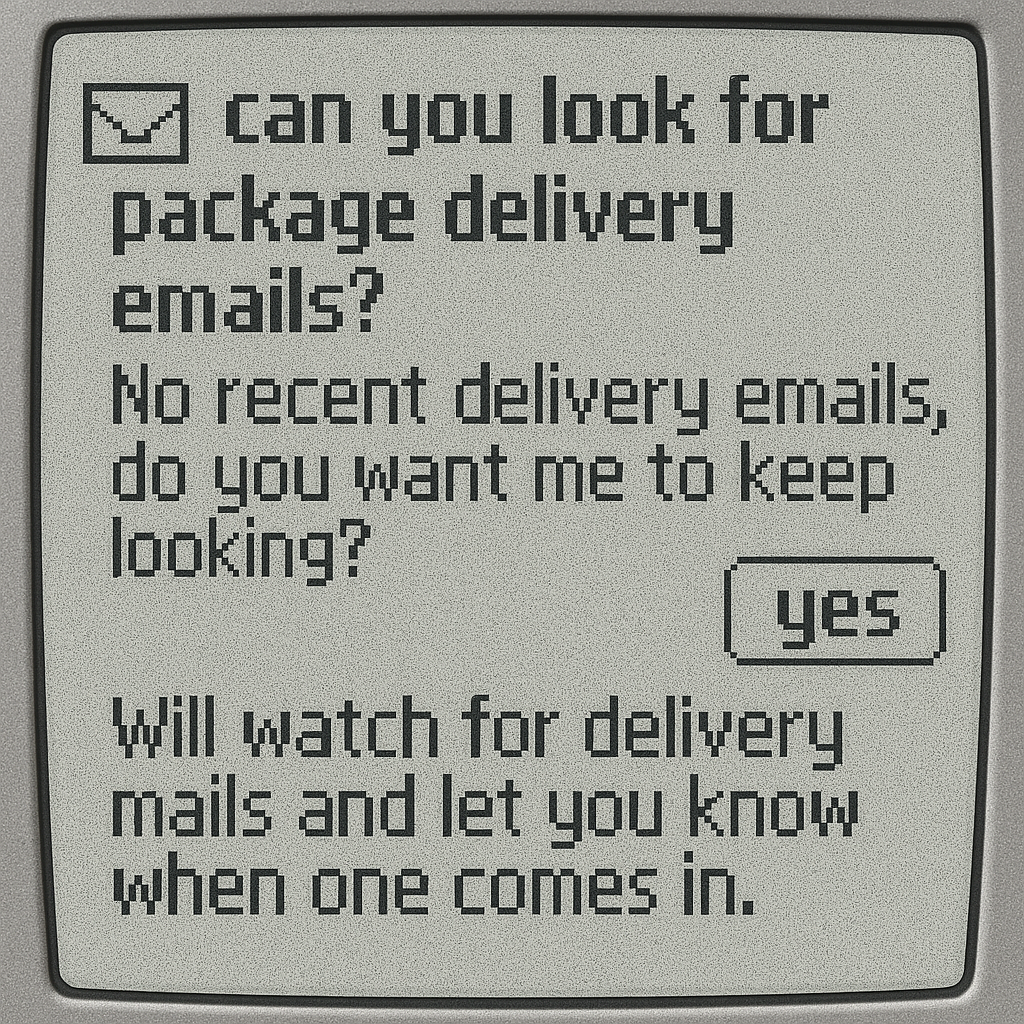 can you look for
package delivery
emails?
No recent delivery emails,
do you want me to keep
looking?
yes
Will watch for delivery
mails and let you know
when one comes in.